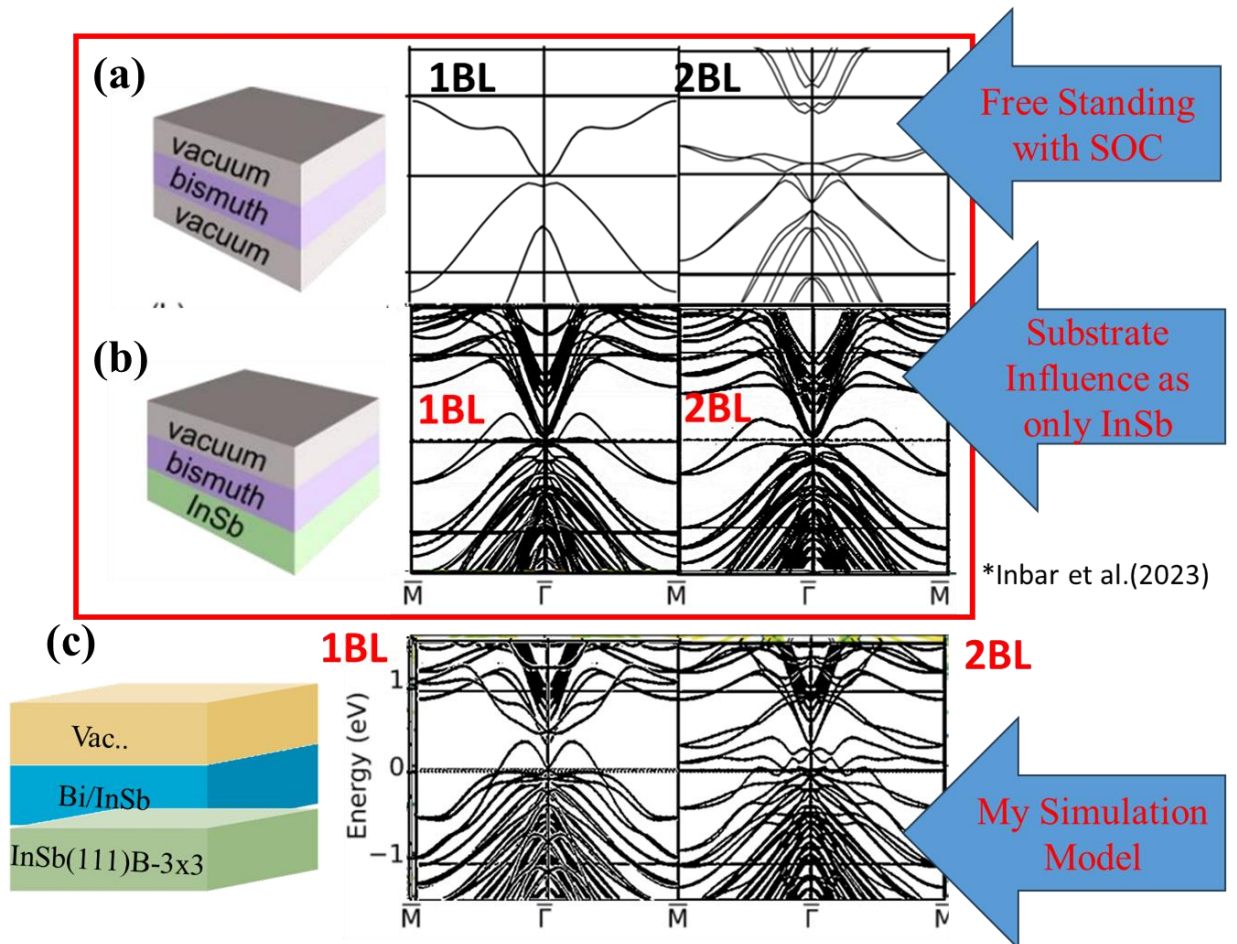 (a)
vacuum
bismuth
vacuum
1BL
2BL
Free Standing
with SOC
(b)
vacuum
bismuth
InSb
1BL
2BL
Substrate
Influence as
only InSb
M̅ Γ̅ M̅ Γ̅ M̅
*Inbar et al.(2023)
(c)
1BL
2BL
Vac..
Bi/InSb
InSb(111)B-3x3
Energy (eV)
1
0
−1
M̅ Γ̅ M̅ Γ̅ M̅
My Simulation
Model